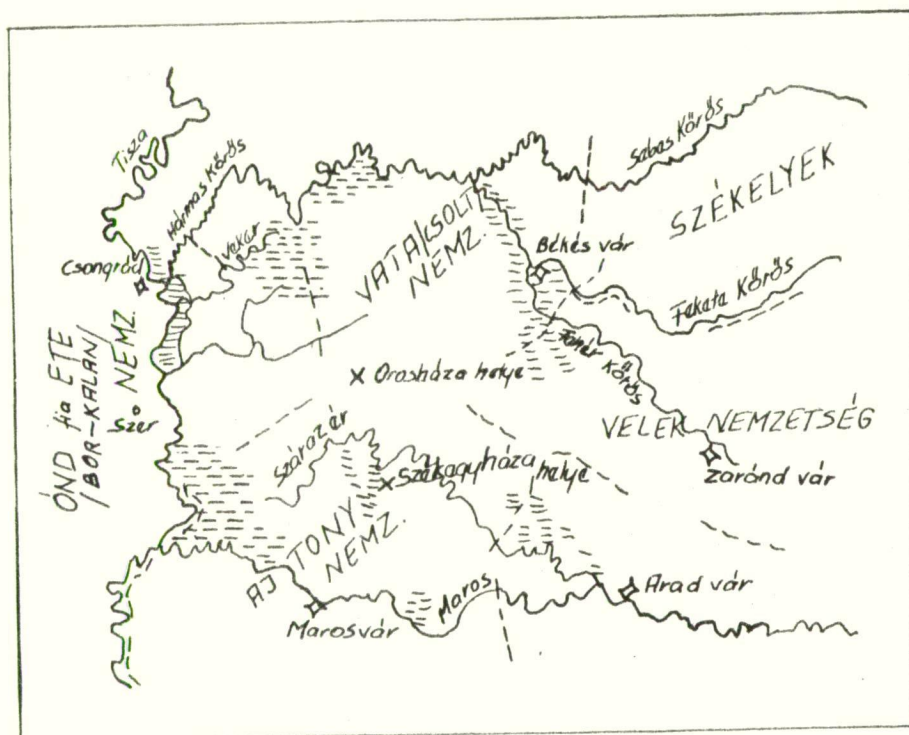 Tisza
Hármas Körös
Sebas Körös
SZÉKELYEK
Vekér
VATA/CSOLT/
NEMZ.
Békés vár
Csongrád
Fekete Körös
ÓND fia ETE
/BOR-KALÁN/
NEMZ.
Szer
Orosháza helye
Fehér Körös
VELEK NEMZETSÉG
Száraz ér
Székegyháza
helye
Zaránd vár
AJTONY
NEMZ.
Maros
Arad vár
Marosvár